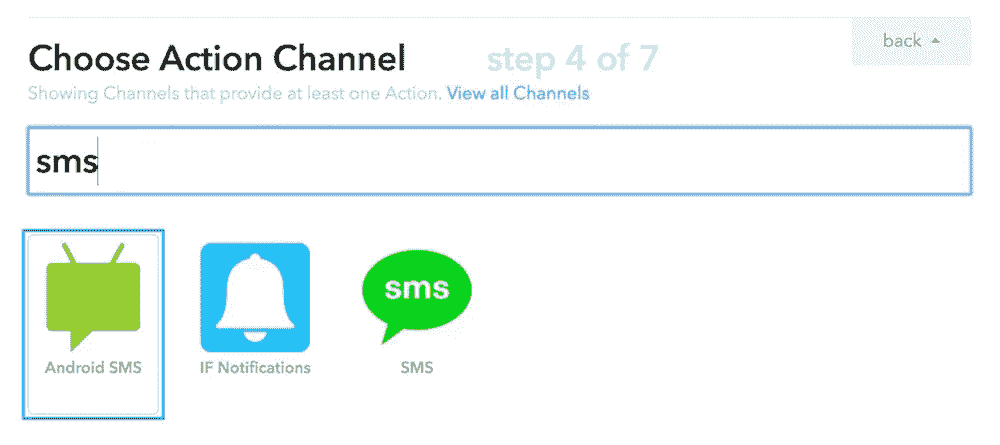 back
Choose Action Channel step 4 of 7
Showing Channels that provide at least one Action. View all Channels
sms
sms
Android SMS IF Notifications SMS